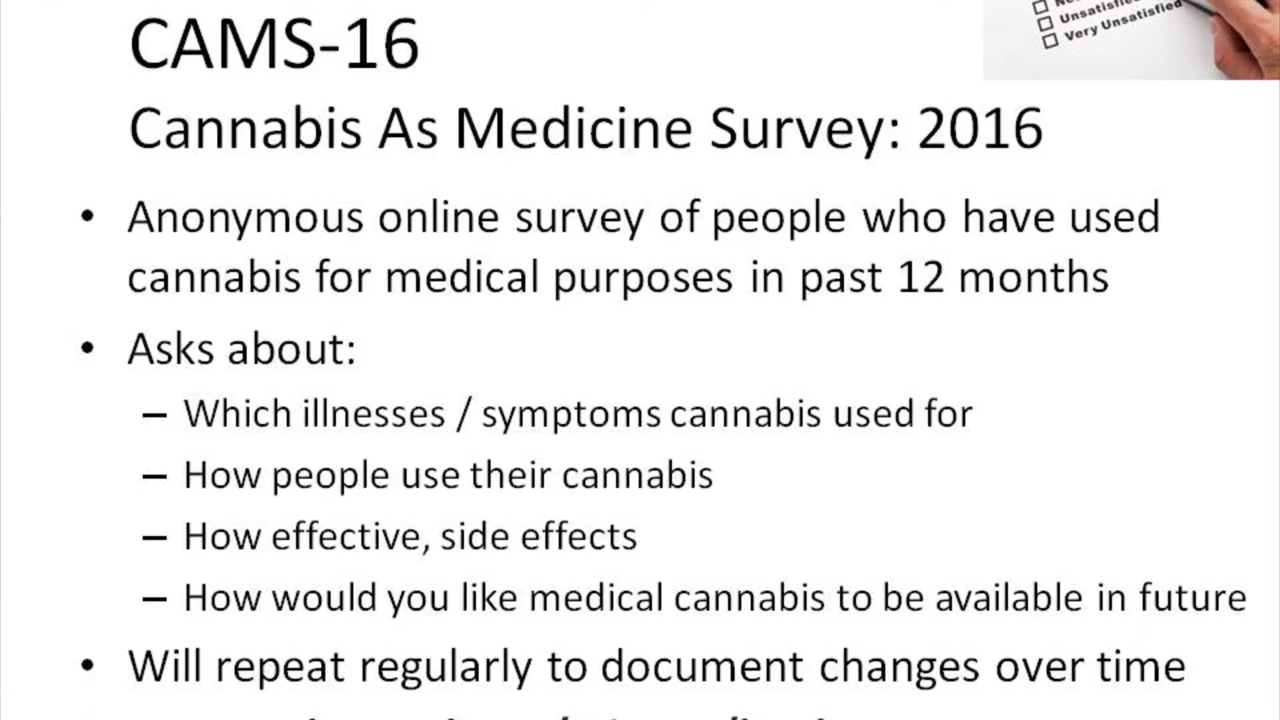 Unsatisfied
Very Unsatisfied
CAMS-16
Cannabis As Medicine Survey: 2016
• Anonymous online survey of people who have used
cannabis for medical purposes in past 12 months
• Asks about:
– Which illnesses / symptoms cannabis used for
– How people use their cannabis
– How effective, side effects
– How would you like medical cannabis to be available in future
• Will repeat regularly to document changes over time